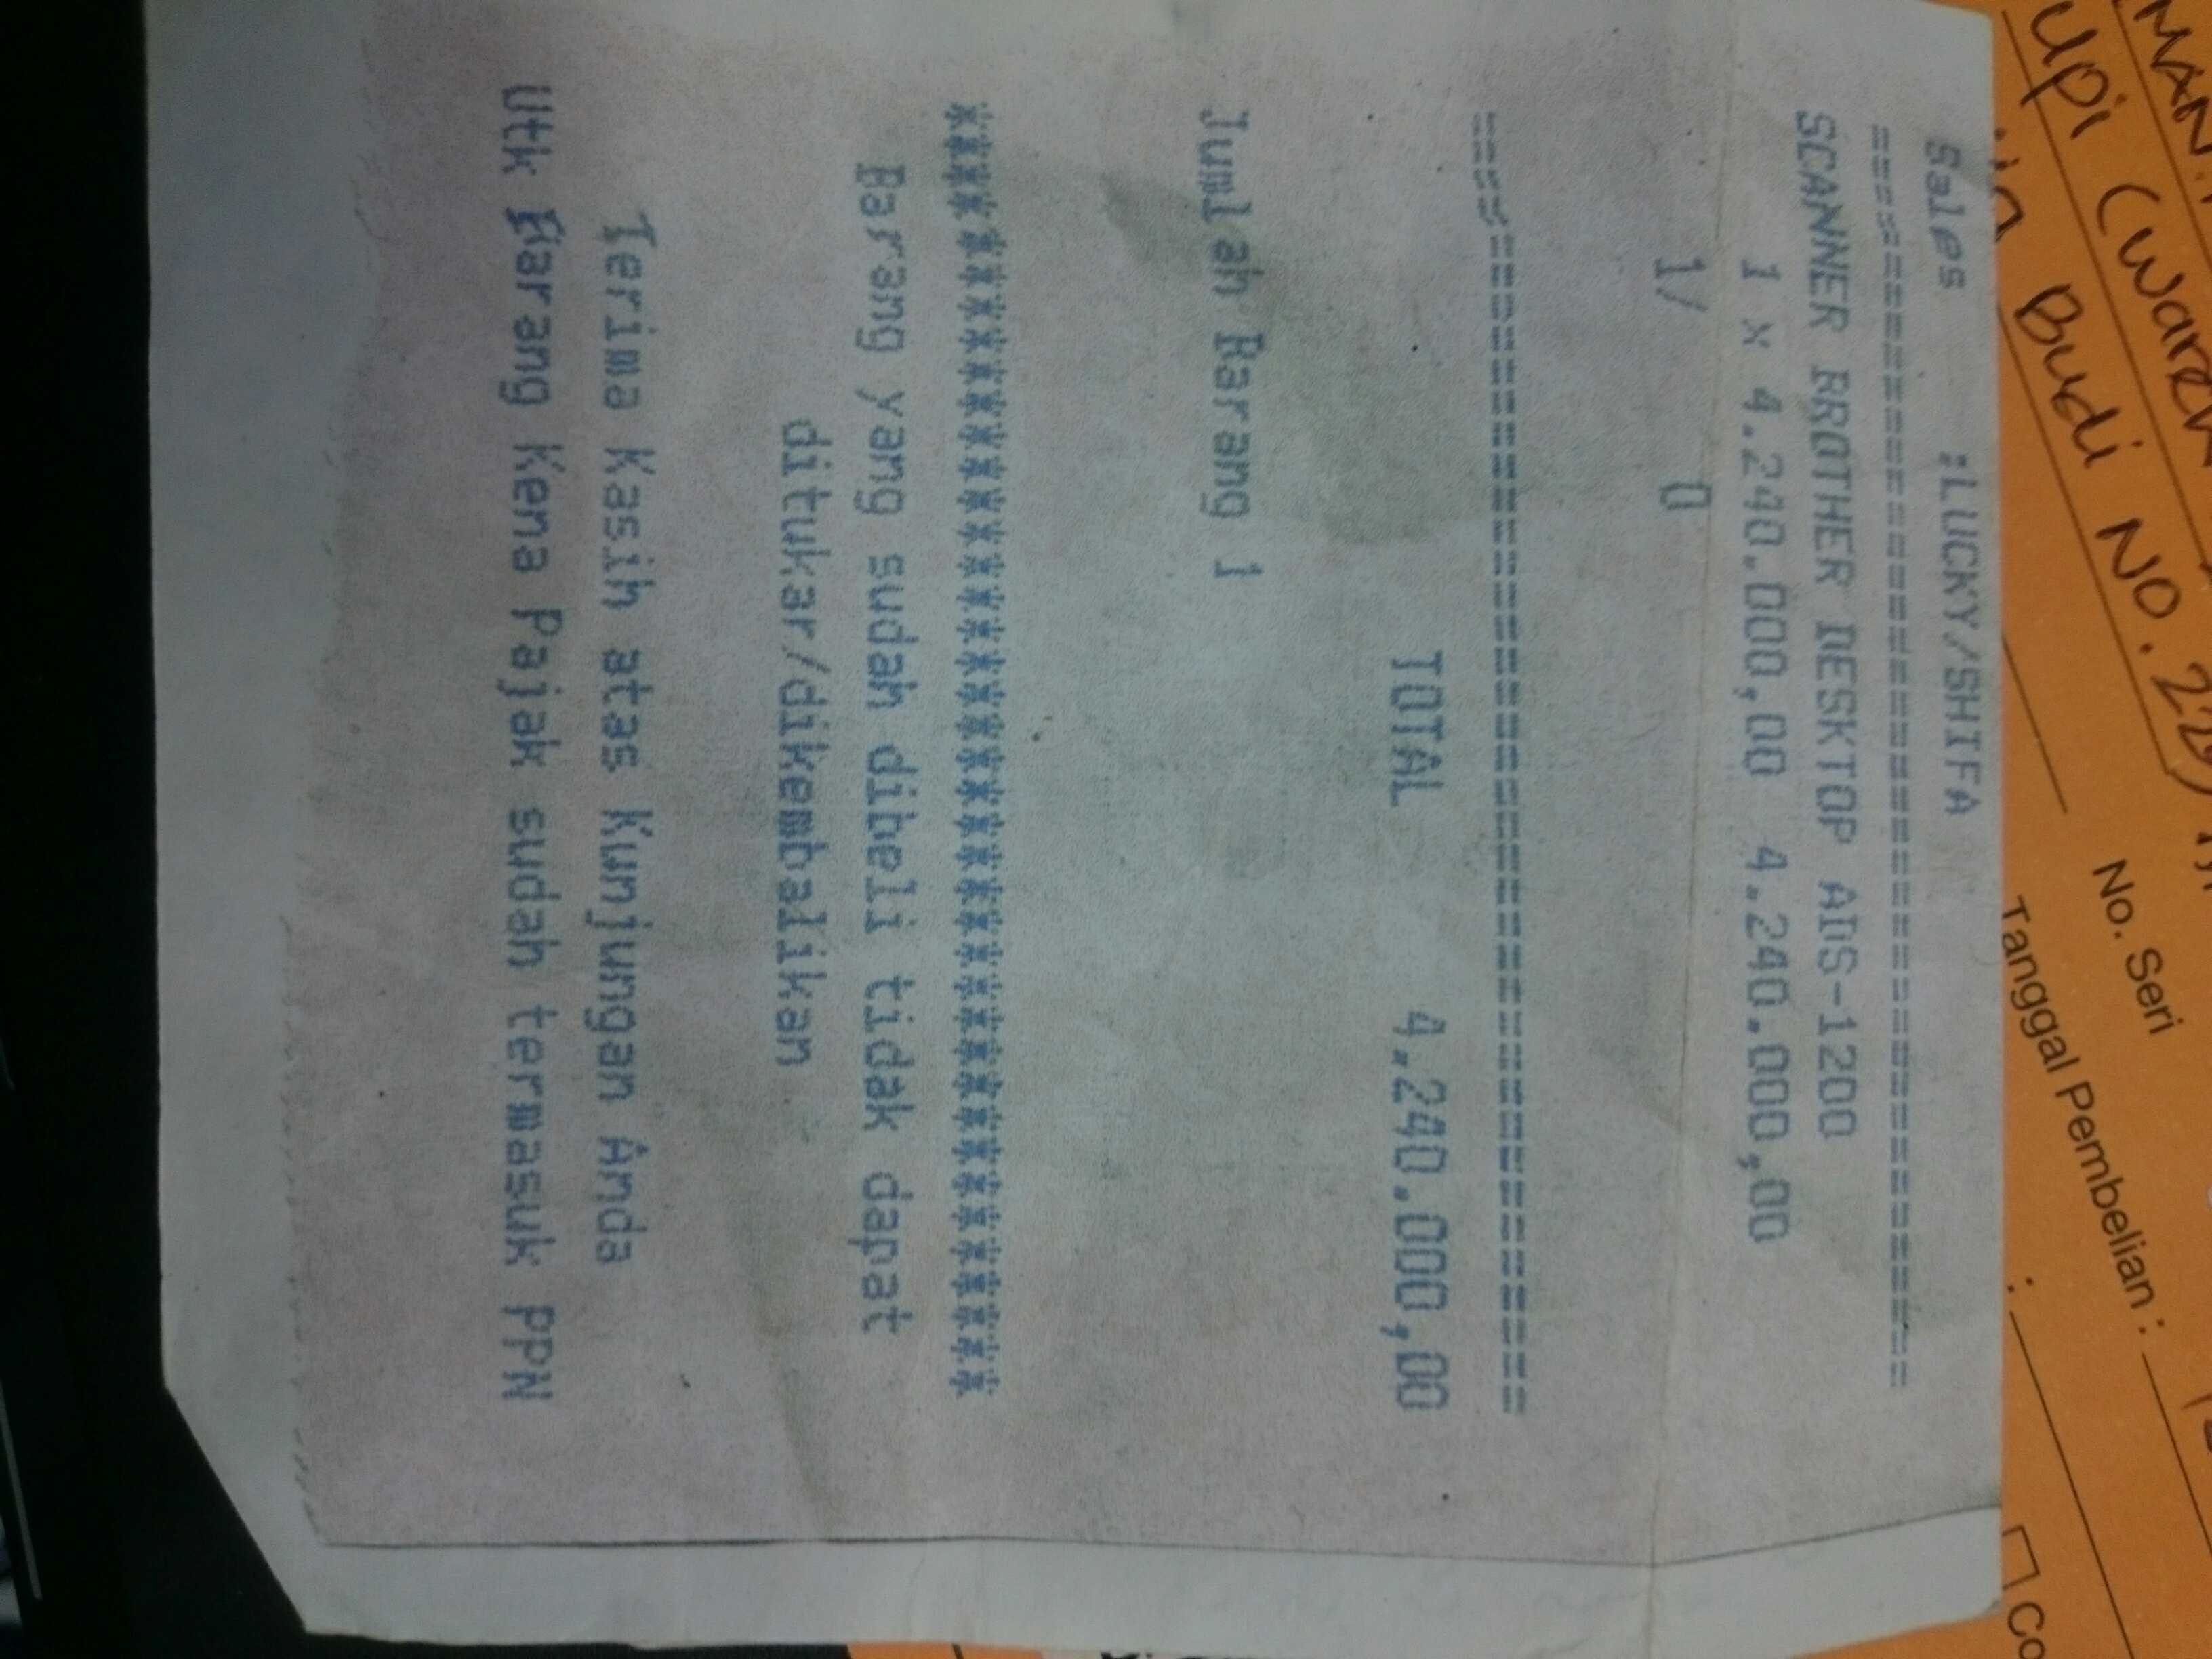 Sales :LUCKY/SHIFA
======================================
SCANNER BROTHER DESKTOP ADS-1200
1 x 4.240.000,00 4.240.000,00
1/ 0
======================================
TOTAL 4.240.000,00
Jumlah Barang 1
**************************************
Barang yang sudah dibeli tidak dapat
ditukar/dikembalikan
Terima Kasih atas Kunjungan Anda
Utk Barang Kena Pajak sudah termasuk PPN
upi (
Budi NO.
No. Seri
Tanggal Pembelian :
: